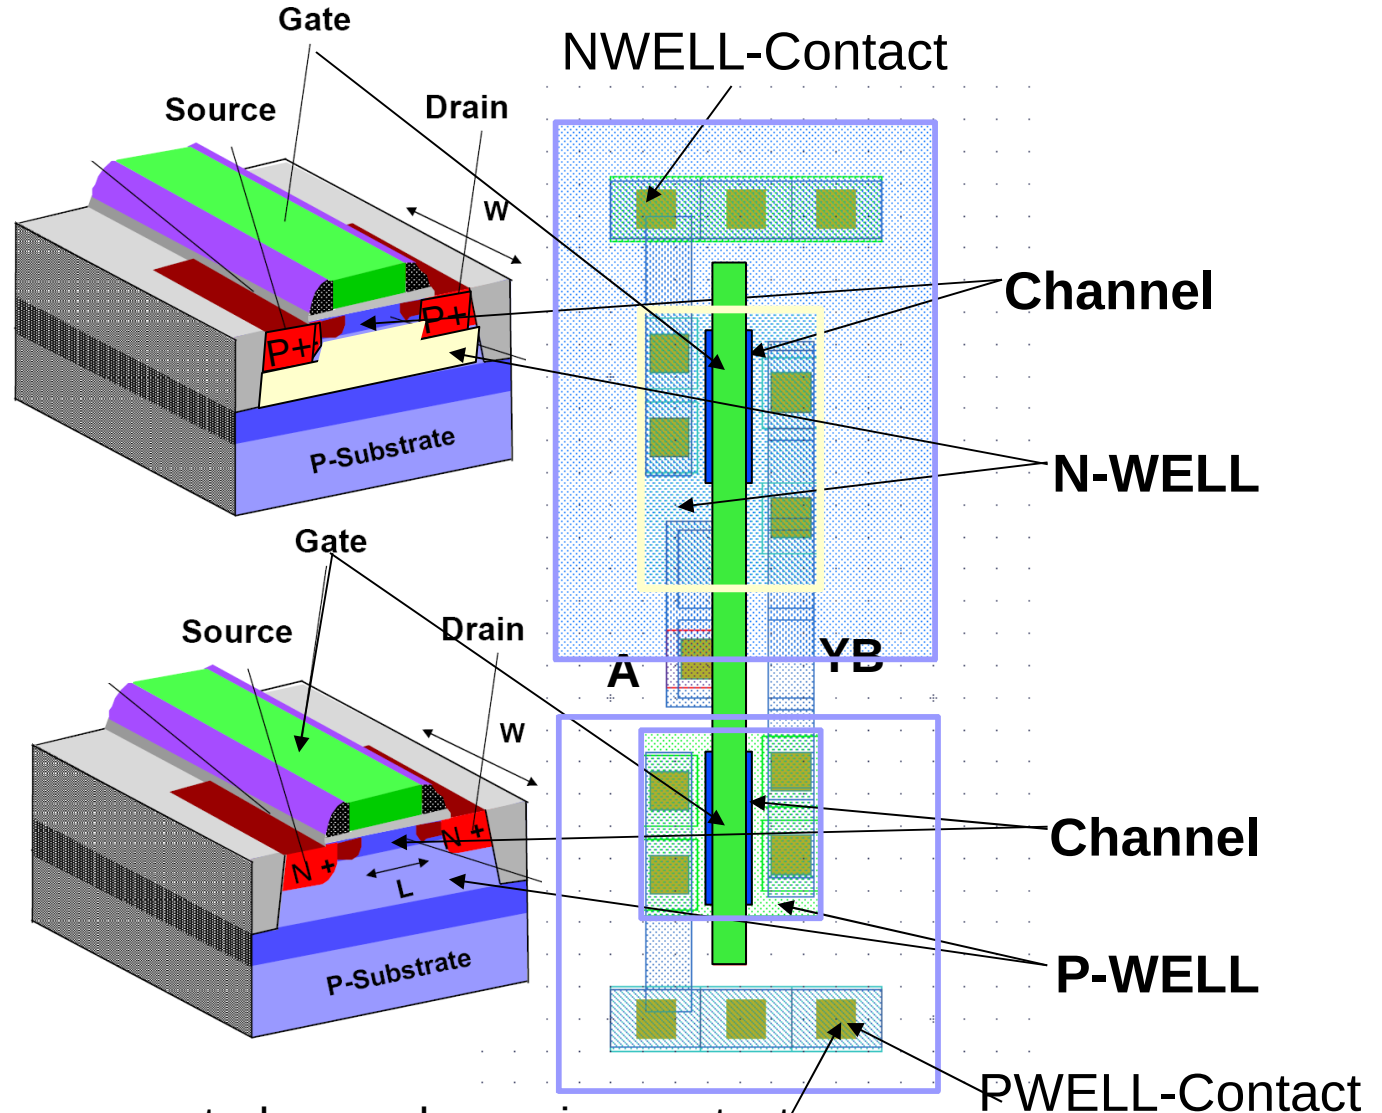 Gate
NWELL-Contact
Source
Drain
W
Channel
P+
P+
P-Substrate
N-WELL
Gate
Source
Drain
A
YB
W
N +
N +
L
Channel
P-Substrate
P-WELL
PWELL-Contact